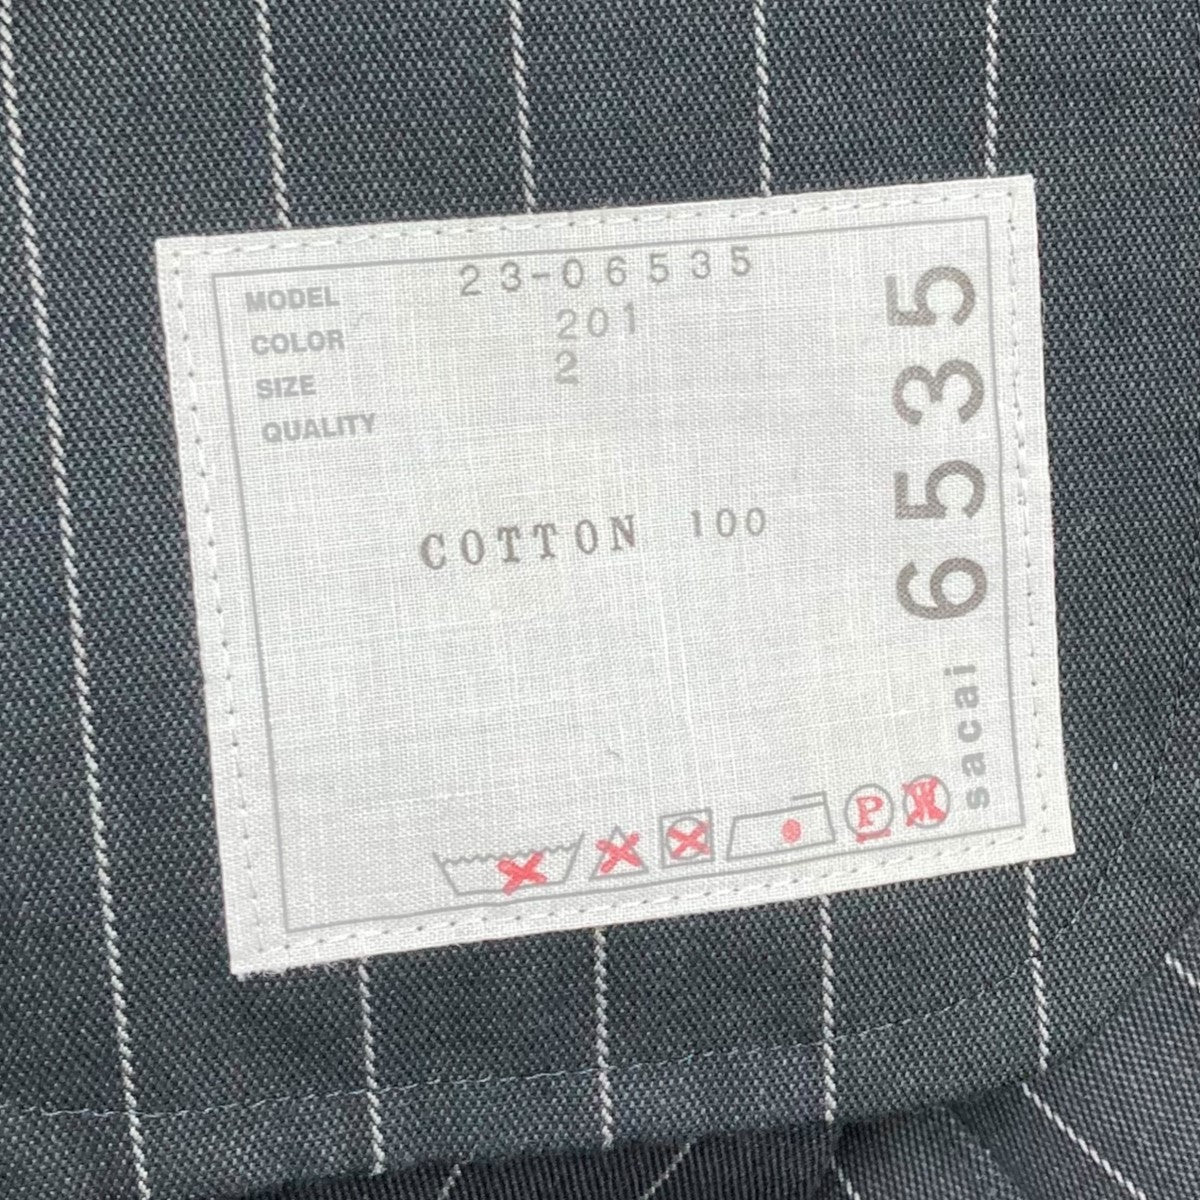 MODEL 23-06535
COLOR 201
SIZE 2
QUALITY
COTTON 100
sacai 6535
P
W